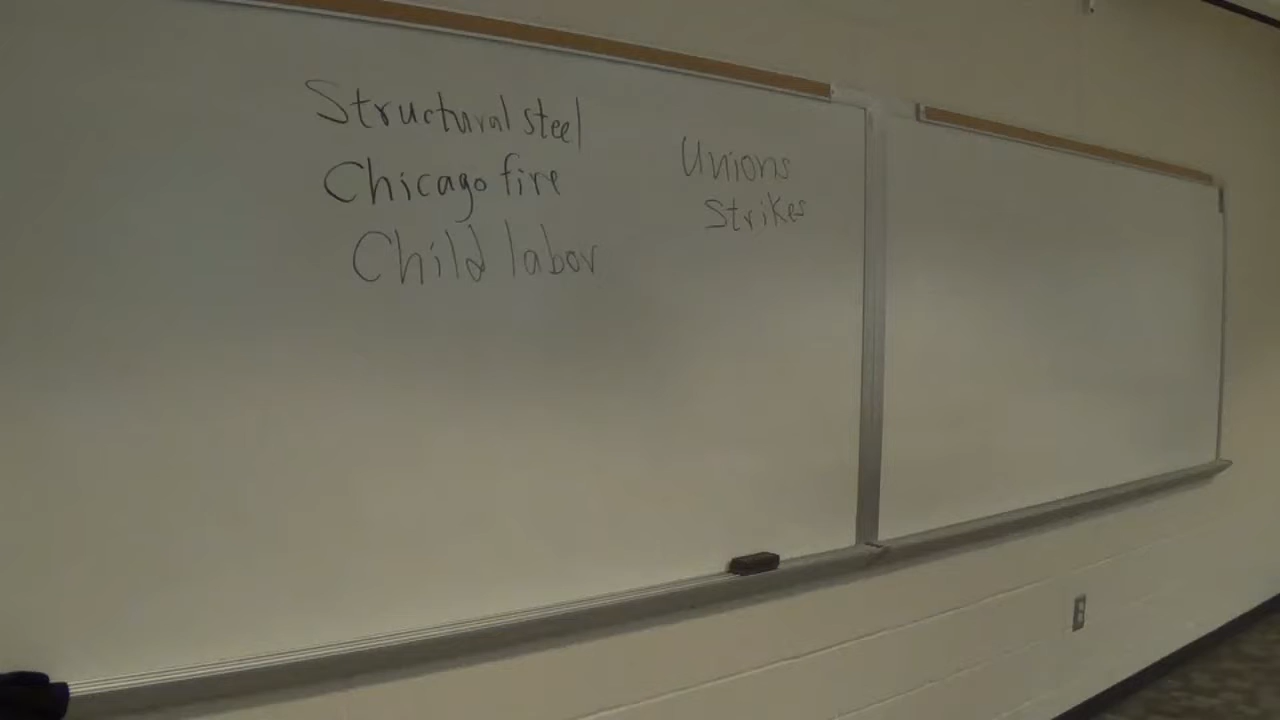 Structural steel
Chicago fire
Child labor
Unions
Strikes